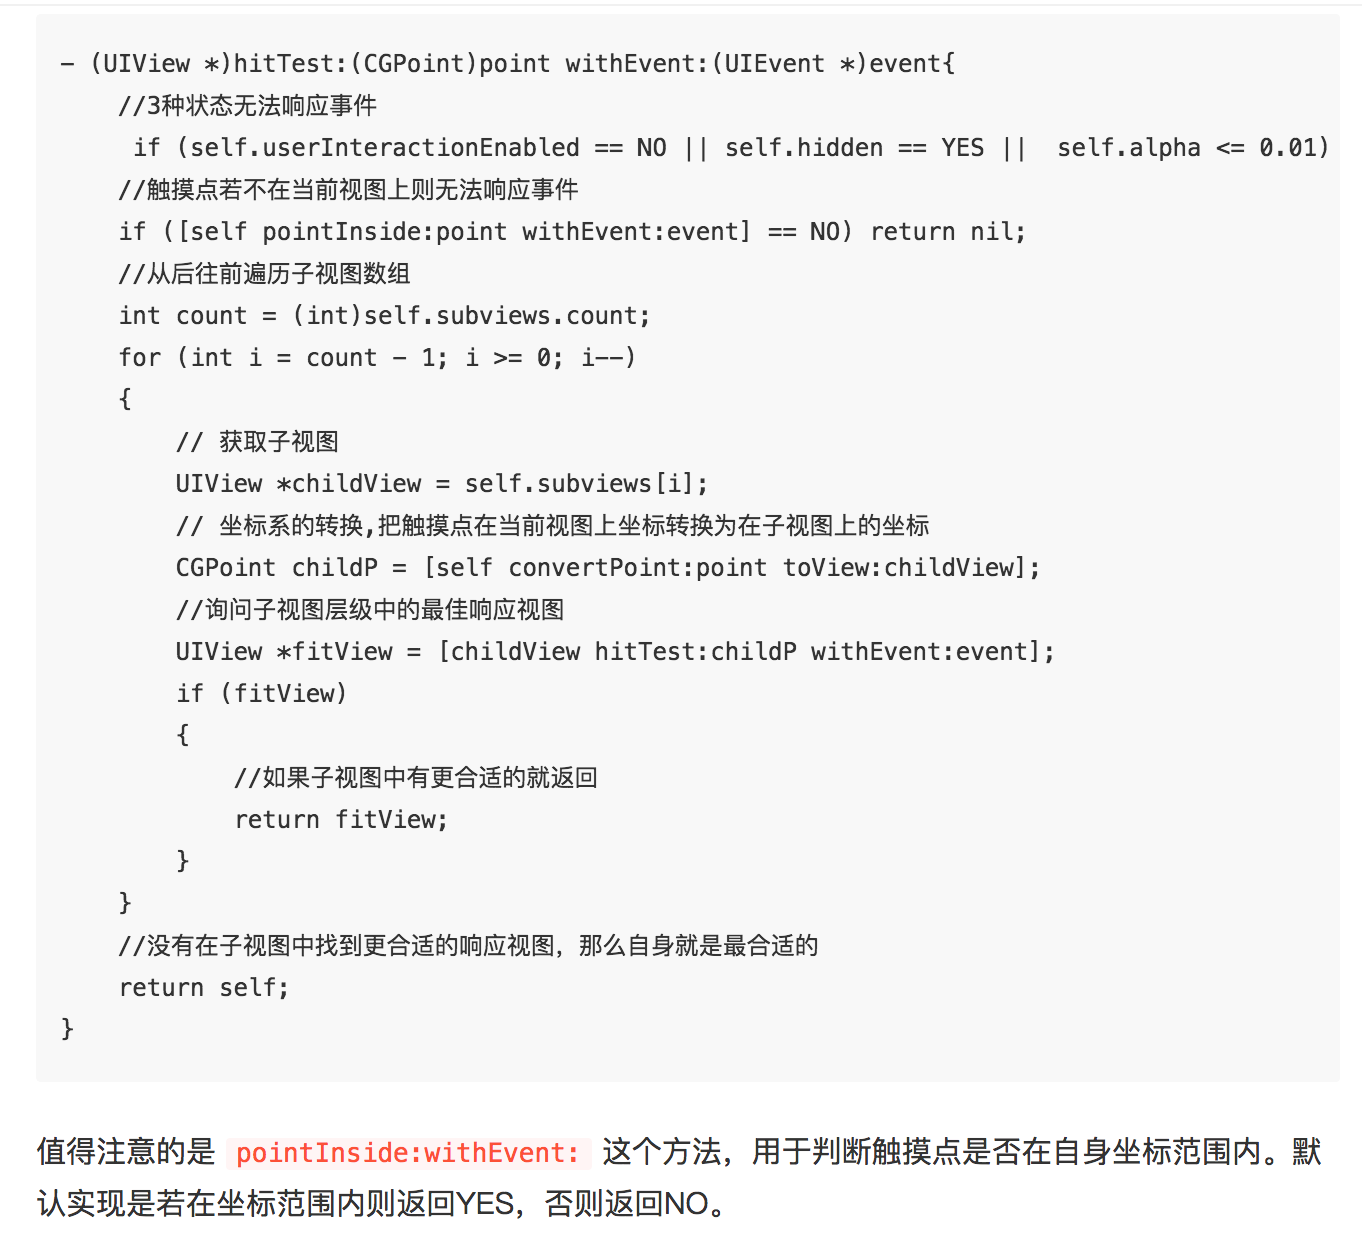 - (UIView *)hitTest:(CGPoint)point withEvent:(UIEvent *)event{
    //3种状态无法响应事件
     if (self.userInteractionEnabled == NO || self.hidden == YES ||  self.alpha <= 0.01)
    //触摸点若不在当前视图上则无法响应事件
    if ([self pointInside:point withEvent:event] == NO) return nil;
    //从后往前遍历子视图数组
    int count = (int)self.subviews.count;
    for (int i = count - 1; i >= 0; i--)
    {
        // 获取子视图
        UIView *childView = self.subviews[i];
        // 坐标系的转换,把触摸点在当前视图上坐标转换为在子视图上的坐标
        CGPoint childP = [self convertPoint:point toView:childView];
        //询问子视图层级中的最佳响应视图
        UIView *fitView = [childView hitTest:childP withEvent:event];
        if (fitView)
        {
            //如果子视图中有更合适的就返回
            return fitView;
        }
    }
    //没有在子视图中找到更合适的响应视图，那么自身就是最合适的
    return self;
}
值得注意的是 pointInside:withEvent: 这个方法，用于判断触摸点是否在自身坐标范围内。默
认实现是若在坐标范围内则返回YES，否则返回NO。